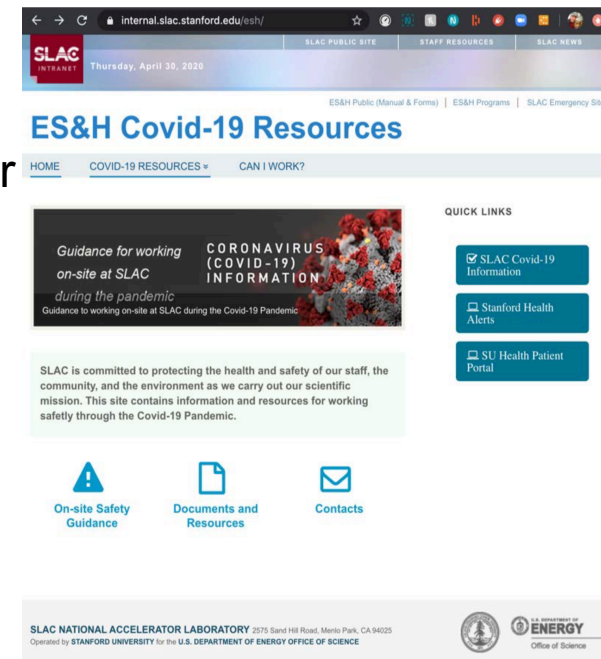 internal.slac.stanford.edu/esh/
SLAC PUBLIC SITE
STAFF RESOURCES
SLAC NEWS
SLAC
INTRANET
Thursday, April 30, 2020
ES&H Public (Manual & Forms) | ES&H Programs | SLAC Emergency Site
ES&H Covid-19 Resources
r
HOME
COVID-19 RESOURCES
CAN I WORK?
Guidance for working
on-site at SLAC
during the pandemic
CORONAVIRUS
(COVID-19)
INFORMATION
Guidance to working on-site at SLAC during the Covid-19 Pandemic
QUICK LINKS
SLAC Covid-19
Information
Stanford Health
Alerts
SU Health Patient
Portal
SLAC is committed to protecting the health and safety of our staff, the
community, and the environment as we carry out our scientific
mission. This site contains information and resources for working
safetly through the Covid-19 Pandemic.
On-site Safety
Guidance
Documents and
Resources
Contacts
SLAC NATIONAL ACCELERATOR LABORATORY 2575 Sand Hill Road, Menlo Park, CA 94025
Operated by STANFORD UNIVERSITY for the U.S. DEPARTMENT OF ENERGY OFFICE OF SCIENCE
U.S. DEPARTMENT OF
ENERGY
Office of Science